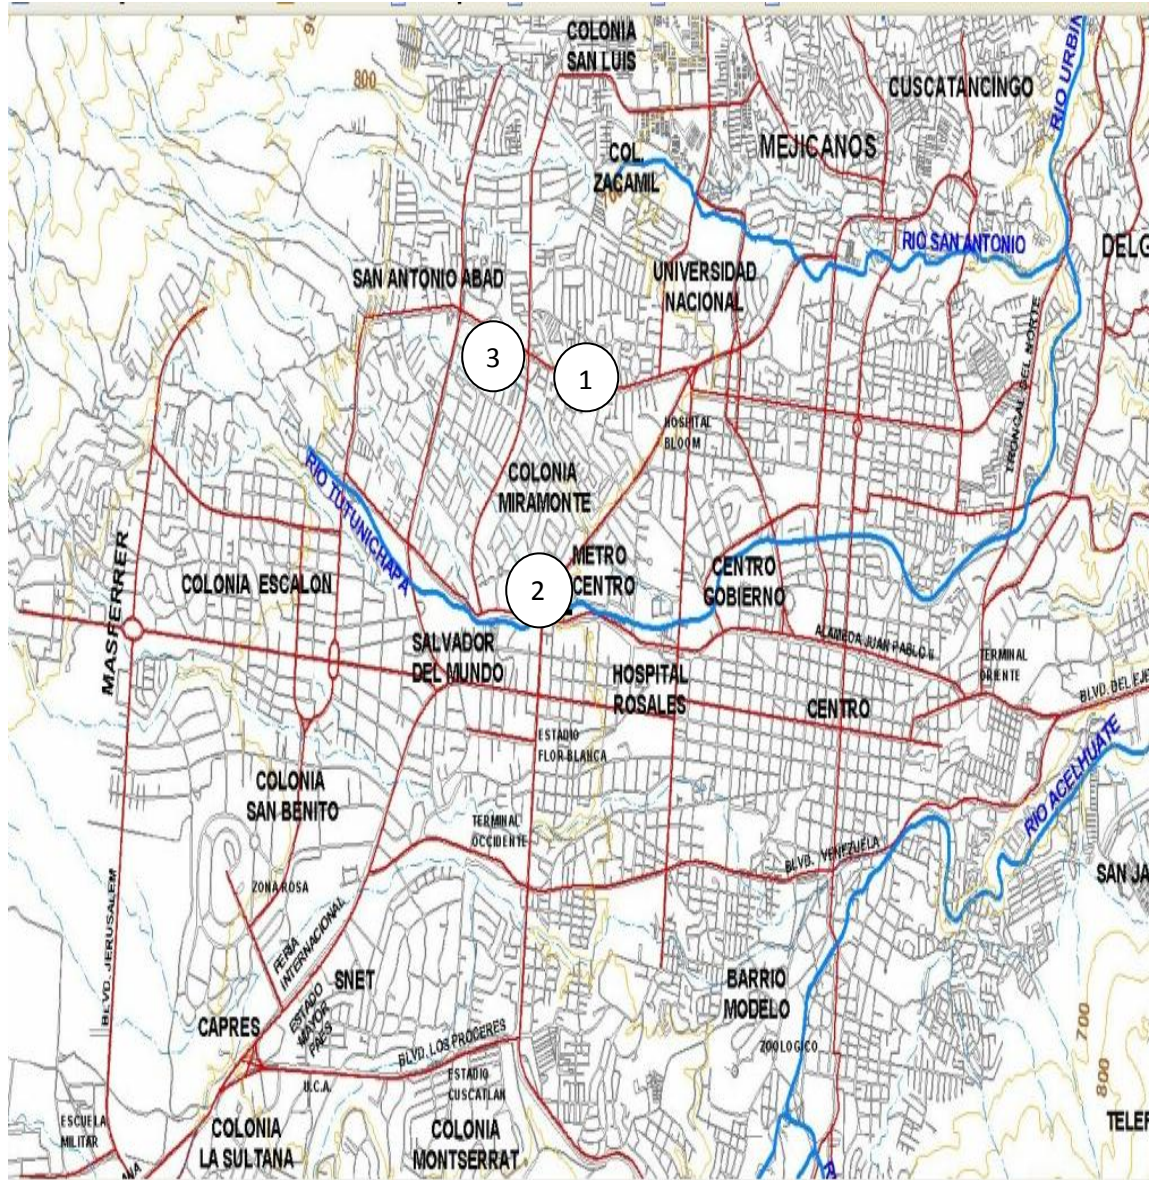 COLONIA
SAN LUIS
800
CUSCATANCINGO
RIO URBIN
MEJICANOS
COL.
ZACAMIL
RIO SAN ANTONIO
DELG
SAN ANTONIO ABAD
UNIVERSIDAD
NACIONAL
TRONCAL DEL NORTE
3
1
HOSPITAL
BLOOM
RIO TUTUNICHAPA
COLONIA
MIRAMONTE
MASFERRER
COLONIA ESCALON
2
METRO
CENTRO
CENTRO
GOBIERNO
SALVADOR
DEL MUNDO
ALAMEDA JUAN PABLO II
HOSPITAL
ROSALES
TERMINAL
ORIENTE
BLVD. DEL EJE
CENTRO
ESTADIO
FLOR BLANCA
RIO ACELHUATE
COLONIA
SAN BENITO
TERMINAL
OCCIDENTE
BLVD. VENEZUELA
SAN JA
ZONA ROSA
BLVD. JERUSALEM
FERIA
INTERNACIONAL
SNET
BARRIO
MODELO
CAPRES
ESTADO
MAYOR
FAES
BLVD. LOS PROCERES
ZOOLOGICO
700
800
U.C.A.
ESTADIO
CUSCATLAN
ESCUELA
MILITAR
COLONIA
LA SULTANA
COLONIA
MONTSERRAT
TELEF
ANA